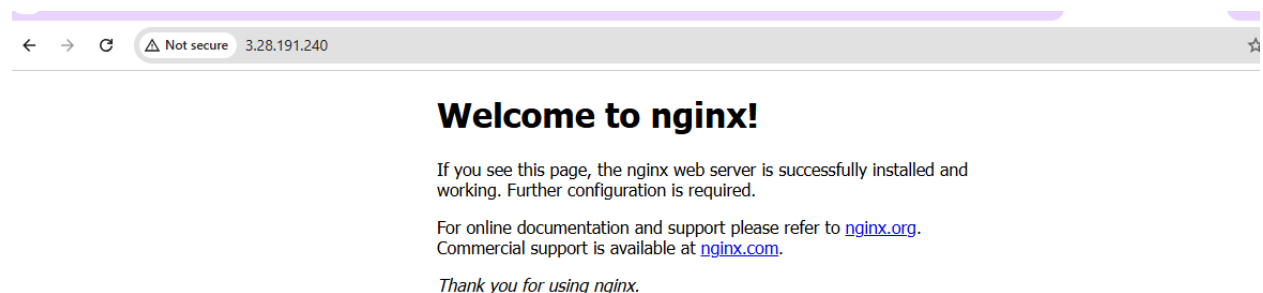 Not secure 3.28.191.240
Welcome to nginx!
If you see this page, the nginx web server is successfully installed and
working. Further configuration is required.
For online documentation and support please refer to nginx.org.
Commercial support is available at nginx.com.
Thank you for using nginx.